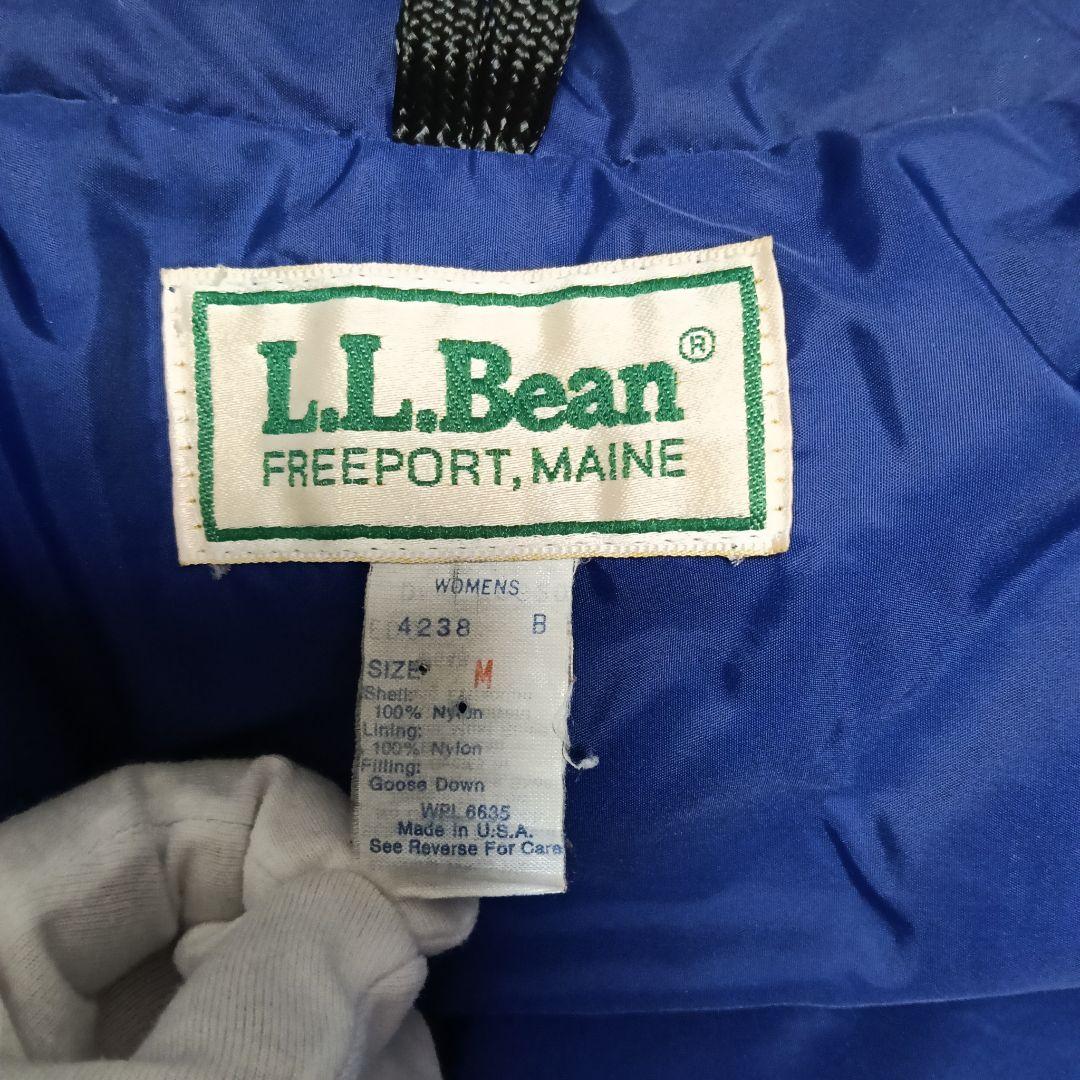 L.L.Bean®
FREEPORT, MAINE
WOMENS
4238 B
SIZE M
Shell:
100% Nylon
Lining:
100% Nylon
Filling:
Goose Down
WPL 6635
Made in U.S.A.
See Reverse For Care